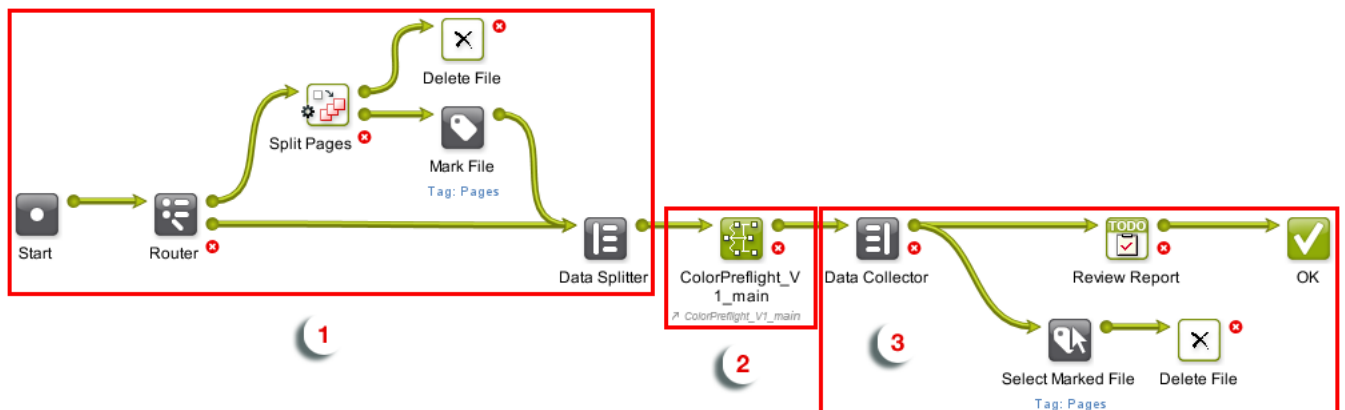 Delete File
Split Pages
Mark File
Tag: Pages
Start
Router
Data Splitter
ColorPreflight_V
1_main
ColorPreflight_V1_main
Data Collector
TODO
Review Report
OK
Select Marked File
Tag: Pages
Delete File
1
2
3